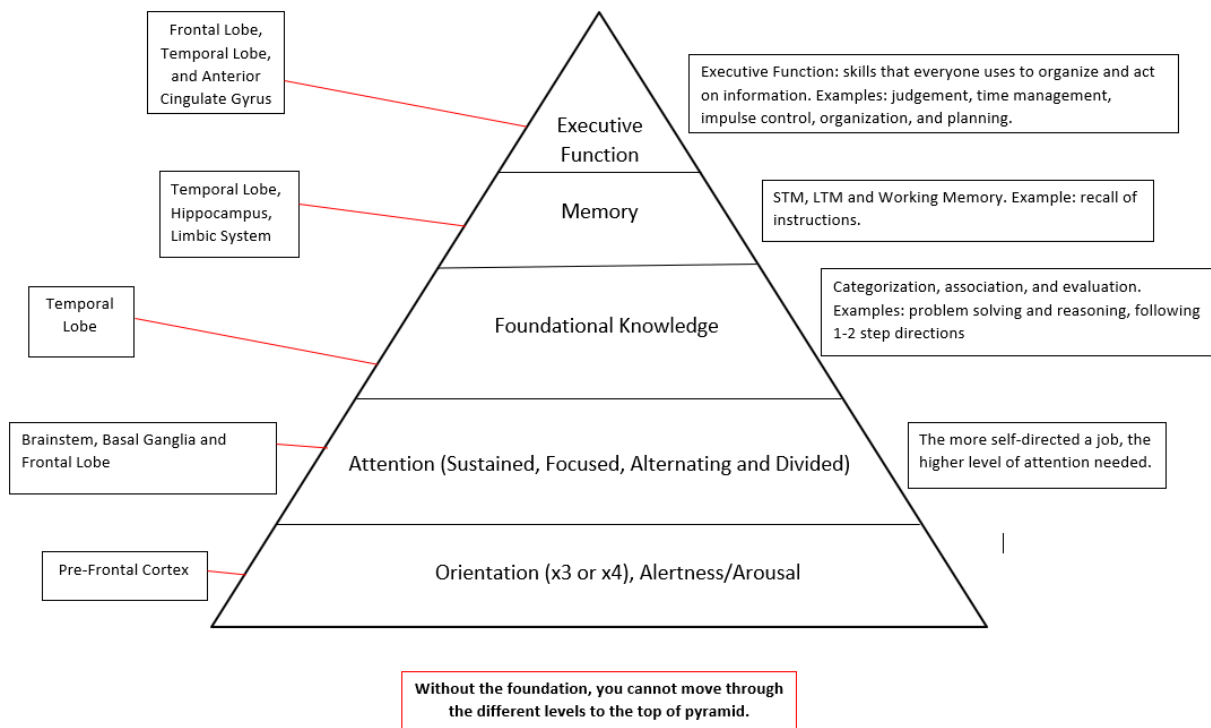 Frontal Lobe,
Temporal Lobe,
and Anterior
Cingulate Gyrus
Executive Function: skills that everyone uses to organize and act
on information. Examples: judgement, time management,
impulse control, organization, and planning.
Executive
Function
Temporal Lobe,
Hippocampus,
Limbic System
Memory
STM, LTM and Working Memory. Example: recall of
instructions.
Temporal
Lobe
Foundational Knowledge
Categorization, association, and evaluation.
Examples: problem solving and reasoning, following
1-2 step directions
Brainstem, Basal Ganglia and
Frontal Lobe
Attention (Sustained, Focused, Alternating and Divided)
The more self-directed a job, the
higher level of attention needed.
Pre-Frontal Cortex
Orientation (x3 or x4), Alertness/Arousal
Without the foundation, you cannot move through
the different levels to the top of pyramid.